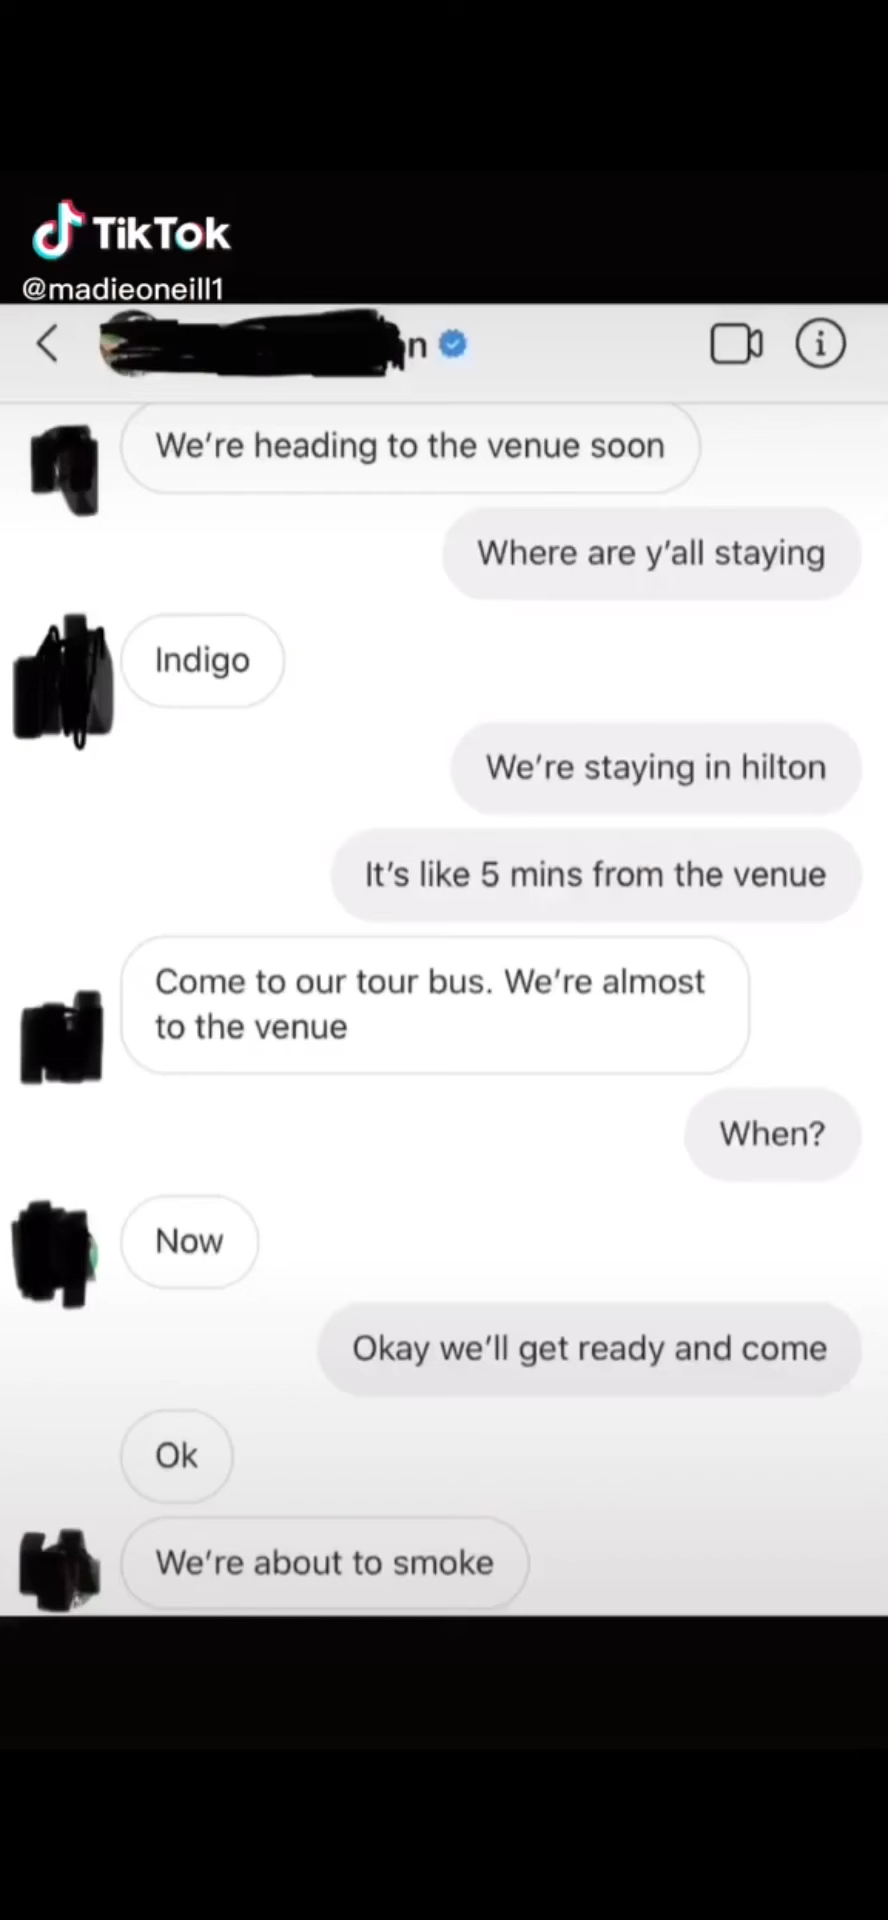 TikTok
@madieoneill1
n
We're heading to the venue soon
Where are y'all staying
Indigo
We're staying in hilton
It's like 5 mins from the venue
Come to our tour bus. We're almost
to the venue
When?
Now
Okay we'll get ready and come
Ok
We're about to smoke